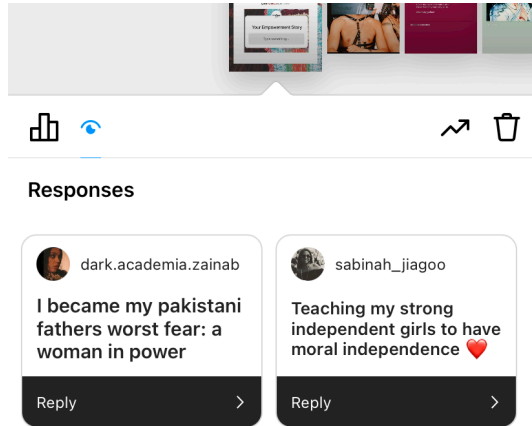 Your Empowerment Story
Responses
dark.academia.zainab
I became my pakistani
fathers worst fear: a
woman in power
Reply
sabinah_jiagoo
Teaching my strong
independent girls to have
moral independence ❤️
Reply